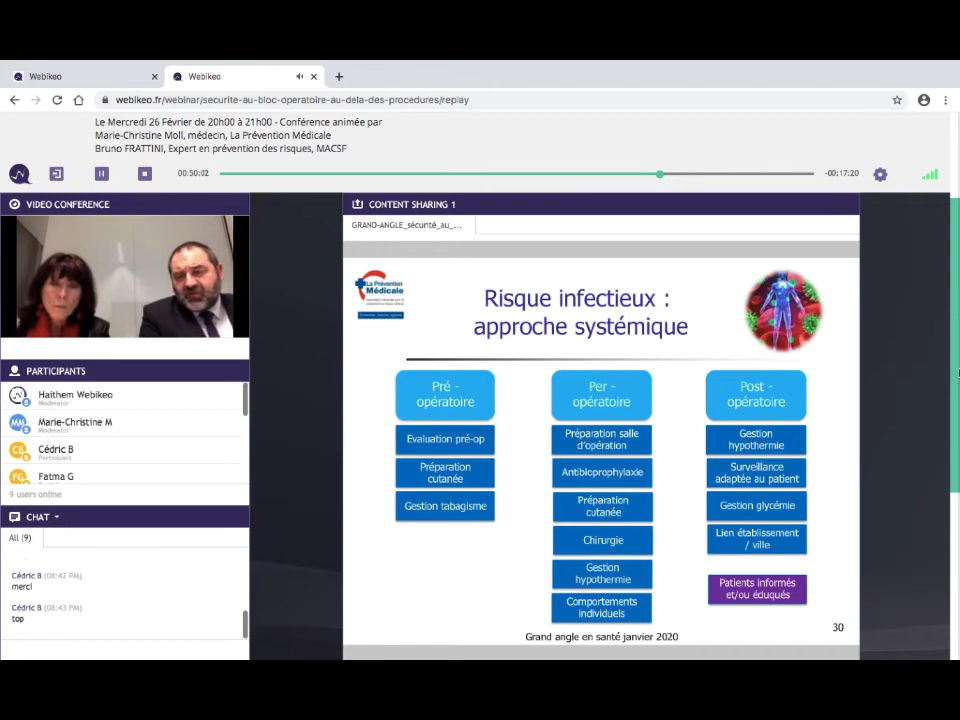 Webikeo
Webikeo
webikeo.fr/webinar/securite-au-bloc-operatoire-au-dela-des-procedures/replay
Le Mercredi 26 Février de 20h00 à 21h00 - Conférence animée par
Marie-Christine Moll, médecin, La Prévention Médicale
Bruno FRATTINI, Expert en prévention des risques, MACSF
00:50:02
-00:17:20
VIDEO CONFERENCE
PARTICIPANTS
Haithem Webikeo
Moderator
MM
Marie-Christine M
Moderator
CB
Cédric B
Participant
FG
Fatma G
9 users online
CHAT
All (9)
Cédric B (08:42 PM)
merci
Cédric B (08:43 PM)
top
CONTENT SHARING 1
GRAND-ANGLE_sécurité_au_...
La Prévention
Médicale
Risque infectieux :
approche systémique
Pré -
opératoire
Evaluation pré-op
Préparation
cutanée
Gestion tabagisme
Per -
opératoire
Préparation salle
d'opération
Antibioprophylaxie
Préparation
cutanée
Chirurgie
Gestion
hypothermie
Comportements
individuels
Post -
opératoire
Gestion
hypothermie
Surveillance
adaptée au patient
Gestion glycémie
Lien établissement
/ ville
Patients informés
et/ou éduqués
30
Grand angle en santé janvier 2020